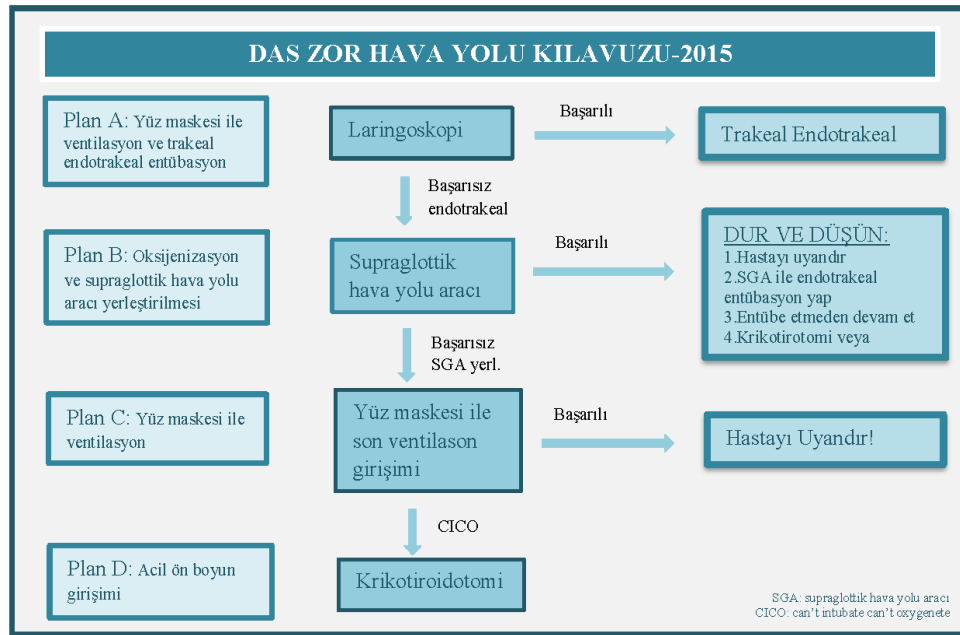 DAS ZOR HAVA YOLU KILAVUZU-2015
Plan A: Yüz maskesi ile
ventilasyon ve trakeal
endotrakeal entübasyon
Laringoskopi
Başarılı
Trakeal Endotrakeal
Başarısız
endotrakeal
Plan B: Oksijenizasyon
ve supraglottik hava yolu
aracı yerleştirilmesi
Supraglottik
hava yolu aracı
Başarılı
DUR VE DÜŞÜN:
1.Hastayı uyandır
2.SGA ile endotrakeal
entübasyon yap
3.Entübe etmeden devam et
4.Krikotirotomi veya
Başarısız
SGA yerl.
Plan C: Yüz maskesi ile
ventilasyon
Yüz maskesi ile
son ventilason
girişimi
Başarılı
Hastayı Uyandır!
CICO
Plan D: Acil ön boyun
girişimi
Krikotiroidotomi
SGA: supraglottik hava yolu aracı
CICO: can't intubate can't oxygenete